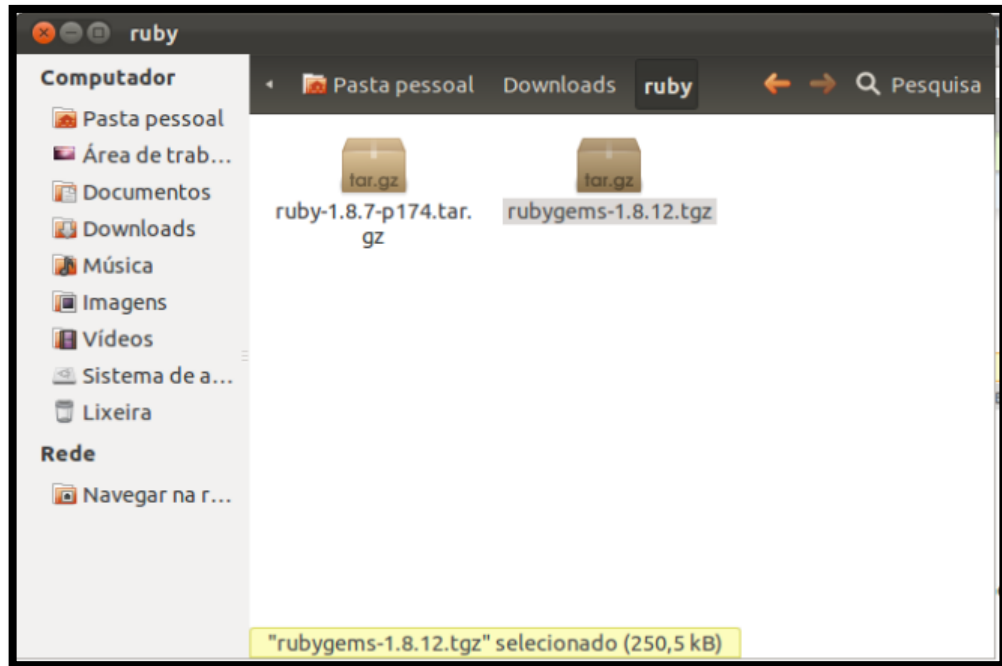 ruby
Computador
Pasta pessoal
Área de trab...
Documentos
Downloads
Música
Imagens
Vídeos
Sistema de a...
Lixeira
Rede
Navegar na r...
Pasta pessoal Downloads ruby Pesquisa
tar.gz
ruby-1.8.7-p174.tar.
gz
tar.gz
rubygems-1.8.12.tgz
"rubygems-1.8.12.tgz" selecionado (250,5 kB)